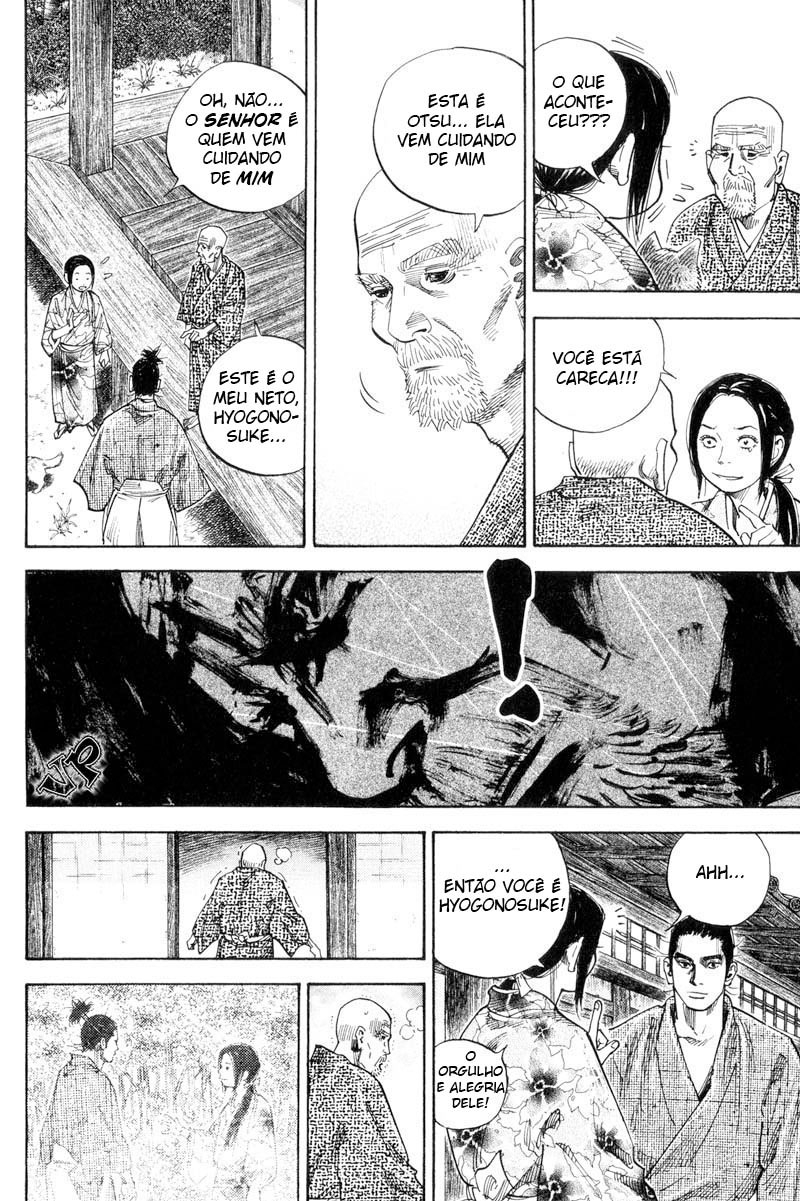 O QUE
ACONTE-
CEU???
VOCÊ ESTÁ
CARECA!!!
ESTA É
OTSU... ELA
VEM CUIDANDO
DE MIM
OH, NÃO...
O SENHOR É
QUEM VEM
CUIDANDO
DE MIM
ESTE É O
MEU NETO,
HYOGONO-
SUKE...
!
VP
AHH...
...
ENTÃO VOCÊ É
HYOGONOSUKE!
O
ORGULHO
E ALEGRIA
DELE!